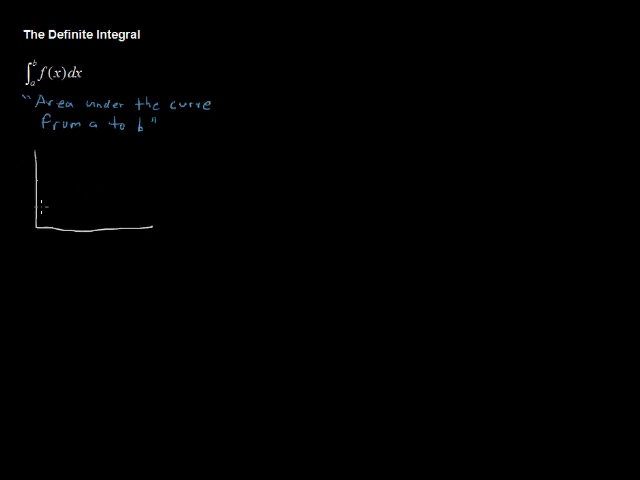 The Definite Integral
∫_a^b f(x)dx
"Area under the curve
from a to b"